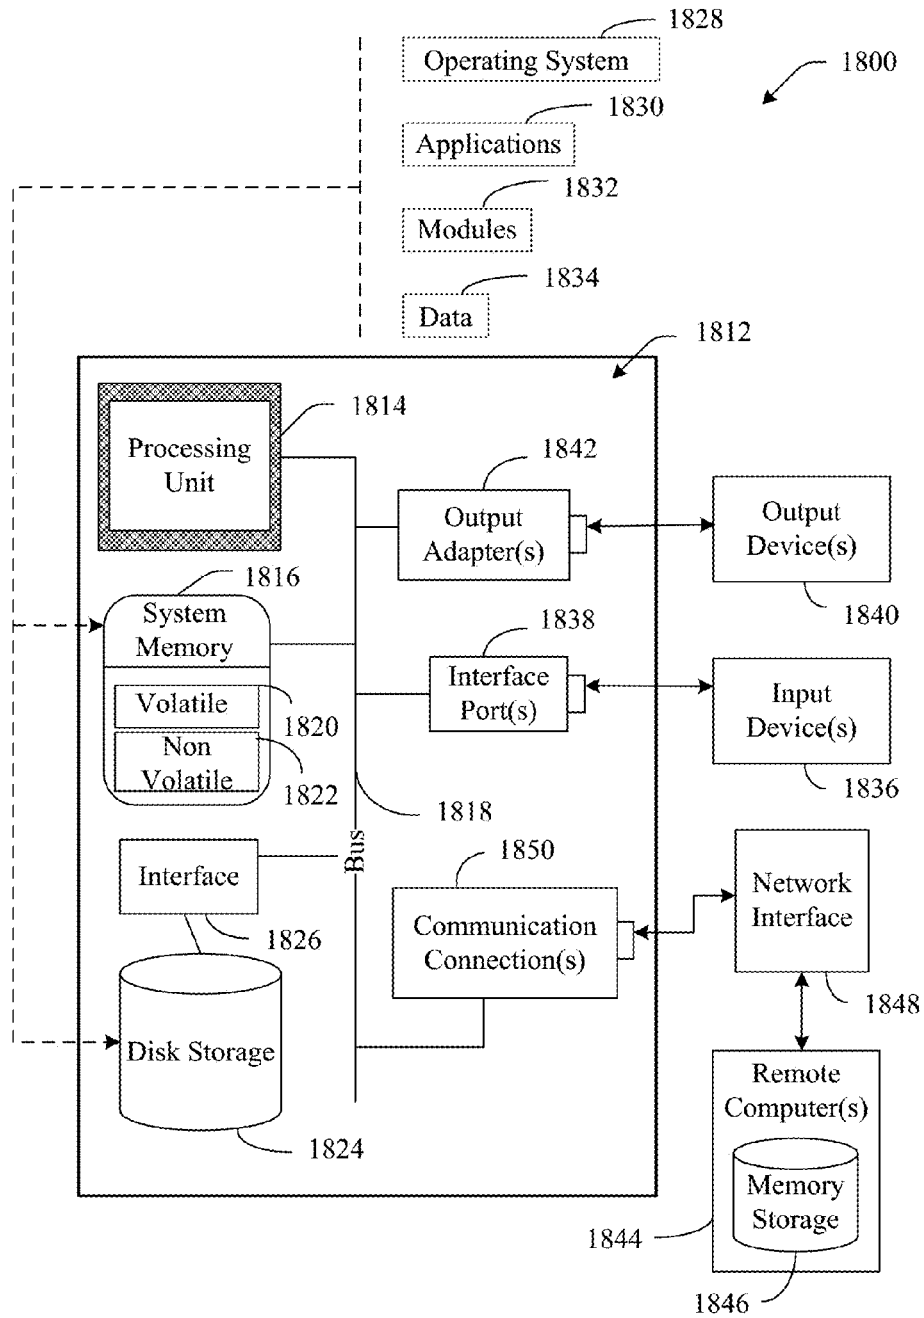 1828
Operating System
1800
1830
Applications
1832
Modules
1834
Data
1812
1814
Processing
Unit
1842
Output
Adapter(s)
Output
Device(s)
1840
1816
System
Memory
Volatile
1820
Non
Volatile
1822
1838
Interface
Port(s)
Input
Device(s)
1836
1818
Bus
Interface
1826
1850
Communication
Connection(s)
Network
Interface
1848
Disk Storage
1824
Remote
Computer(s)
Memory
Storage
1844
1846